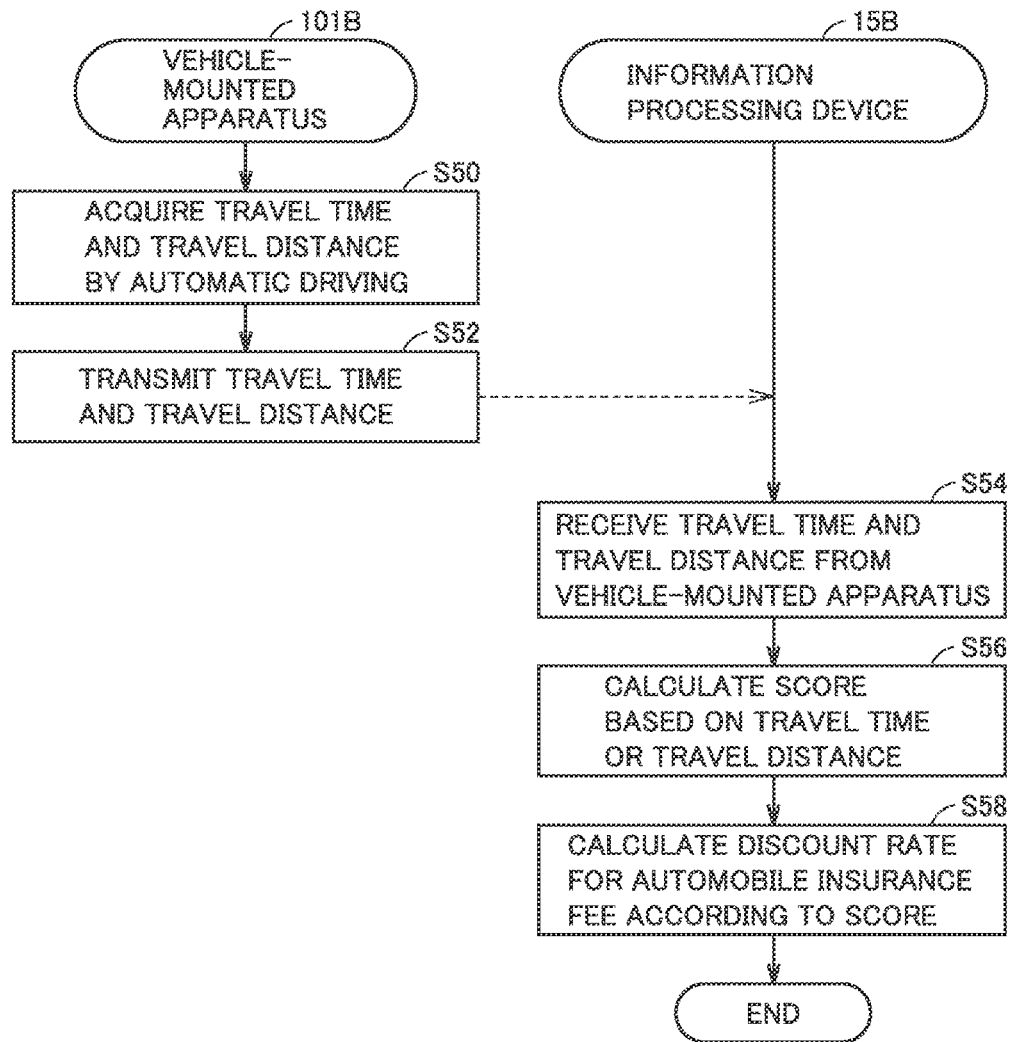 101B
VEHICLE-
MOUNTED
APPARATUS
15B
INFORMATION
PROCESSING DEVICE
S50
ACQUIRE TRAVEL TIME
AND TRAVEL DISTANCE
BY AUTOMATIC DRIVING
S52
TRANSMIT TRAVEL TIME
AND TRAVEL DISTANCE
S54
RECEIVE TRAVEL TIME AND
TRAVEL DISTANCE FROM
VEHICLE-MOUNTED APPARATUS
S56
CALCULATE SCORE
BASED ON TRAVEL TIME
OR TRAVEL DISTANCE
S58
CALCULATE DISCOUNT RATE
FOR AUTOMOBILE INSURANCE
FEE ACCORDING TO SCORE
END